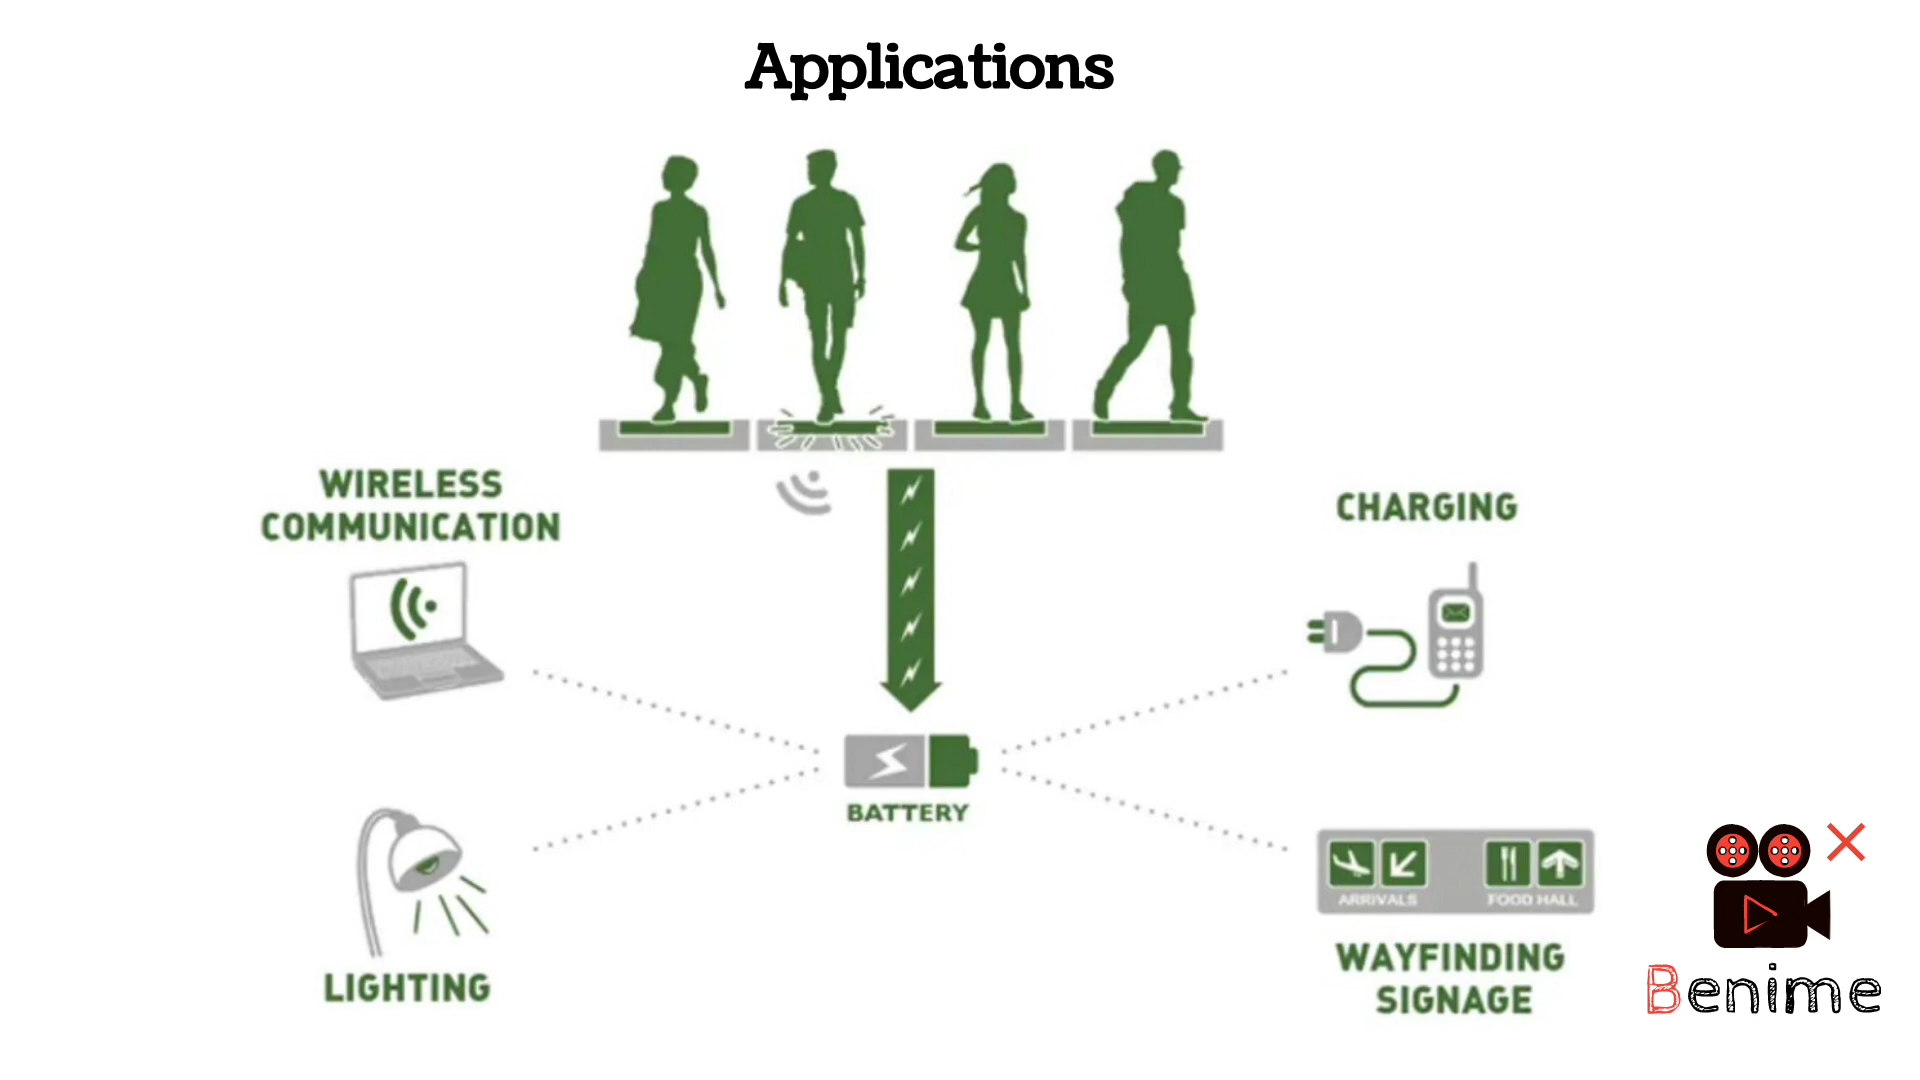 Applications
WIRELESS
COMMUNICATION
CHARGING
BATTERY
ARRIVALS
FOOD HALL
LIGHTING
WAYFINDING
SIGNAGE
Benime